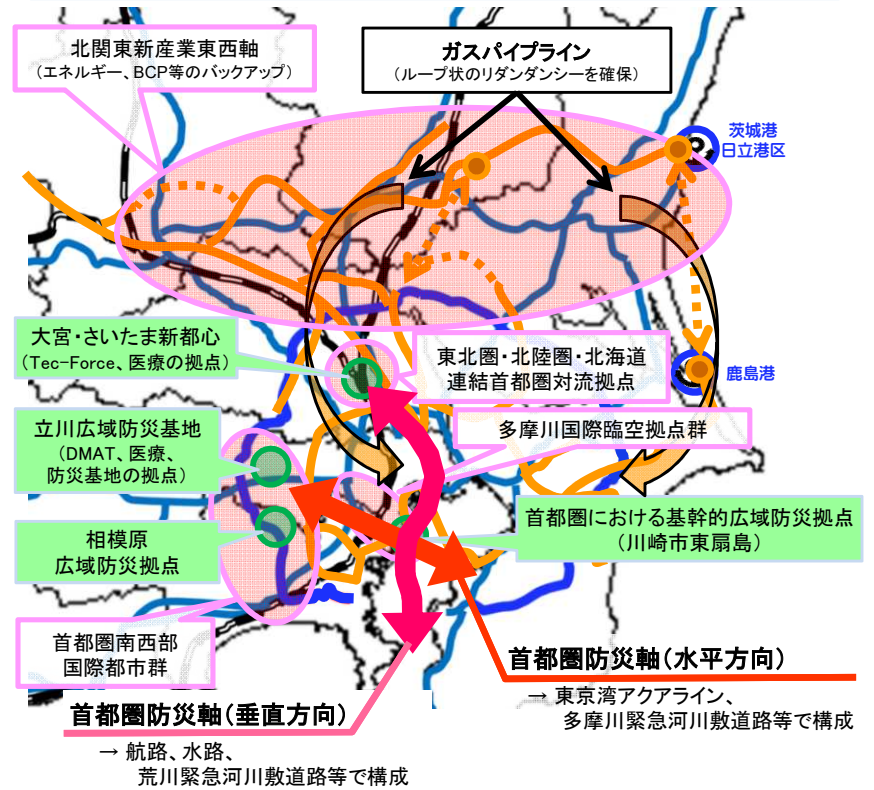 北関東新産業東西軸
（エネルギー、BCP等のバックアップ）
ガスパイプライン
（ループ状のリダンダンシーを確保）
茨城港
日立港区
大宮・さいたま新都心
（Tec-Force、医療の拠点）
東北圏・北陸圏・北海道
連結首都圏対流拠点
鹿島港
立川広域防災基地
（DMAT、医療、
防災基地の拠点）
多摩川国際臨空拠点群
相模原
広域防災拠点
首都圏における基幹的広域防災拠点
（川崎市東扇島）
首都圏南西部
国際都市群
首都圏防災軸（水平方向）
→ 東京湾アクアライン、
多摩川緊急河川敷道路等で構成
首都圏防災軸（垂直方向）
→ 航路、水路、
荒川緊急河川敷道路等で構成